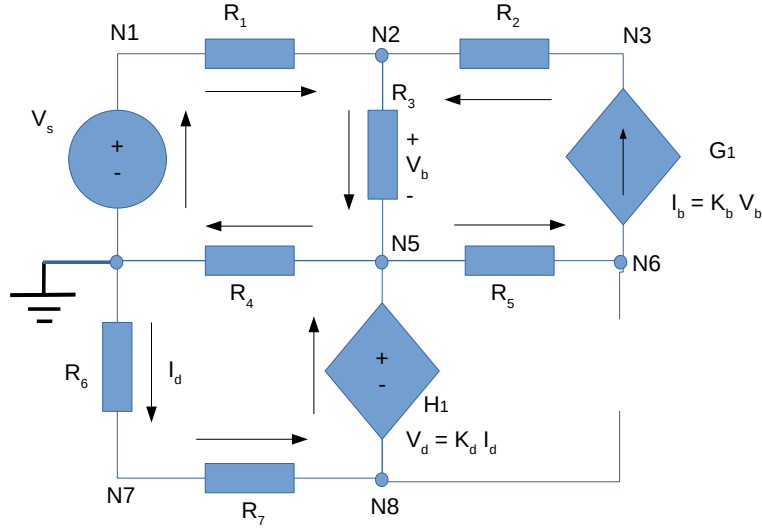 N1
R1
N2
R2
N3
R3
Vs
+
-
+
Vb
-
G1
Ib = Kb Vb
N5
N6
R4
R5
R6
Id
+
-
H1
Vd = Kd Id
N7
R7
N8